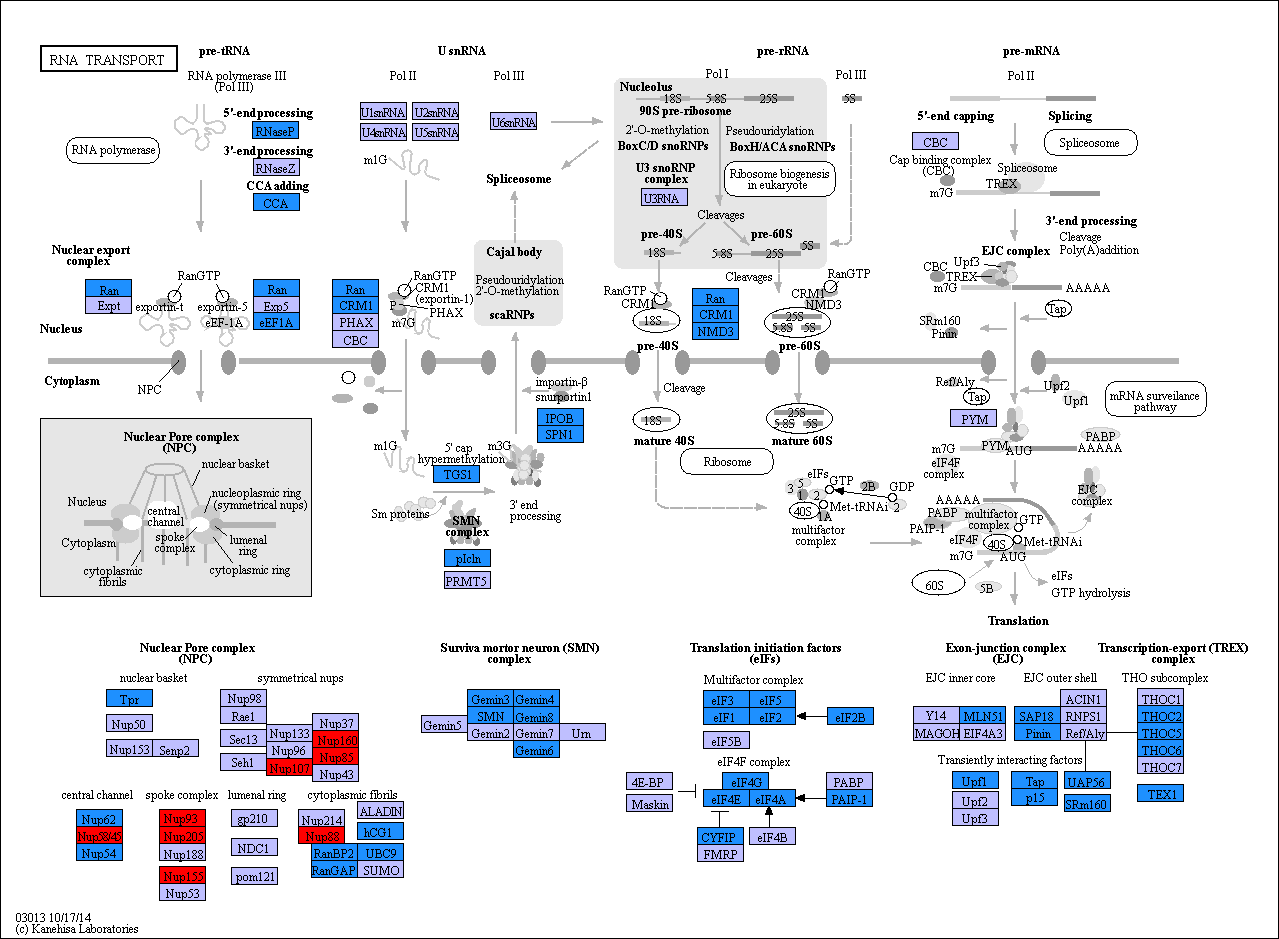 RNA TRANSPORT
pre-tRNA
U snRNA
pre-rRNA
pre-mRNA
RNA polymerase III
(Pol III)
Pol II
Pol III
Pol I
Pol III
Pol II
Nucleolus
18S 5.8S 25S
5S
90S pre-ribosome
5'-end processing
RNaseP
RNA polymerase
3'-end processing
RNaseZ
CCA adding
CCA
U1snRNA U2snRNA
U4snRNA U5snRNA
U6snRNA
m1G
Spliceosome
2'-O-methylation
BoxC/D snoRNPs
Pseudouridylation
BoxH/ACA snoRNPs
U3 snoRNP
complex
U3RNA
Ribosome biogenesis
in eukaryote
Cleavages
pre-40S
pre-60S
18S
5.8S 25S 5S
5'-end capping
Splicing
CBC
Spliceosome
Cap binding complex
(CBC)
Spliceosome
TREX
m7G
3'-end processing
Cleavage
Poly(A)addition
EJC complex
CBC Upf3
TREX
m7G
AAAAA
Nuclear export
complex
Ran
Expt
RanGTP
exportin-t
exportin-5
eEF-1A
Ran
Exp5
eEF1A
Nucleus
Ran
CRM1
PHAX
CBC
RanGTP
CRM1
(exportin-1)
PHAX
P
m7G
Cajal body
Pseudouridylation
2'-O-methylation
scaRNPs
RanGTP
CRM1
18S
Cleavages
Ran
CRM1
NMD3
RanGTP
CRM1
NMD3
25S
5.8S 5S
Tap
SRm160
Pinin
pre-40S
pre-60S
Cytoplasm
NPC
importin-β
snurportin1
IPOB
SPN1
Cleavage
18S
mature 40S
25S
5.8S 5S
mature 60S
Ribosome
Ref/Aly
Tap
Upf2
Upf1
PYM
mRNA surveilance
pathway
m7G
PYM
AUG
PABP
AAAAA
eIF4F
complex
Nuclear Pore complex
(NPC)
nuclear basket
Nucleus
nucleoplasmic ring
(symmetrical nups)
central
channel
spoke
complex
lumenal
ring
Cytoplasm
cytoplasmic
fibrils
cytoplasmic ring
m1G
5' cap
hypermethylation
TGS1
m3G
Sm proteins
3' end
processing
SMN
complex
pIcln
PRMT5
eIFs
3 5
1 2
40S
1A
GTP
Met-tRNAi
2B
GDP
2
multifactor
complex
AAAAA
PABP
PAIP-1
multifactor
complex
GTP
eIF4F
40S
Met-tRNAi
m7G
AUG
EJC
complex
60S
5B
eIFs
GTP hydrolysis
Translation
Nuclear Pore complex
(NPC)
nuclear basket
symmetrical nups
Tpr
Nup50
Nup153 Senp2
Nup98
Rae1
Sec13
Seh1
Nup133
Nup96
Nup107
Nup37
Nup160
Nup85
Nup43
central channel
spoke complex
lumenal ring
cytoplasmic fibrils
Nup62
Nup58/45
Nup54
Nup93
Nup205
Nup188
Nup155
Nup53
gp210
NDC1
pom121
Nup214
Nup88
ALADIN
hCG1
RanBP2 UBC9
RanGAP SUMO
Surviva mortor neuron (SMN)
complex
Gemin3 Gemin4
Gemin5
SMN Gemin8
Gemin2 Gemin7
Urn
Gemin6
Translation initiation factors
(eIFs)
Multifactor complex
eIF3 eIF5
eIF1 eIF2
eIF2B
eIF5B
eIF4F complex
4E-BP
Maskin
eIF4G
eIF4E eIF4A
PABP
PAIP-1
CYFIP
FMRP
eIF4B
Exon-junction complex
(EJC)
EJC inner core
EJC outer shell
Y14 MLN51
MAGOH EIF4A3
ACIN1
SAP18 RNPS1
Pinin Ref/Aly
Transiently interacting factors
Upf1
Upf2
Upf3
Tap
p15
UAP56
SRm160
Transcription-export (TREX)
complex
THO subcomplex
THOC1
THOC2
THOC5
THOC6
THOC7
TEX1
03013 10/17/14
(c) Kanehisa Laboratories